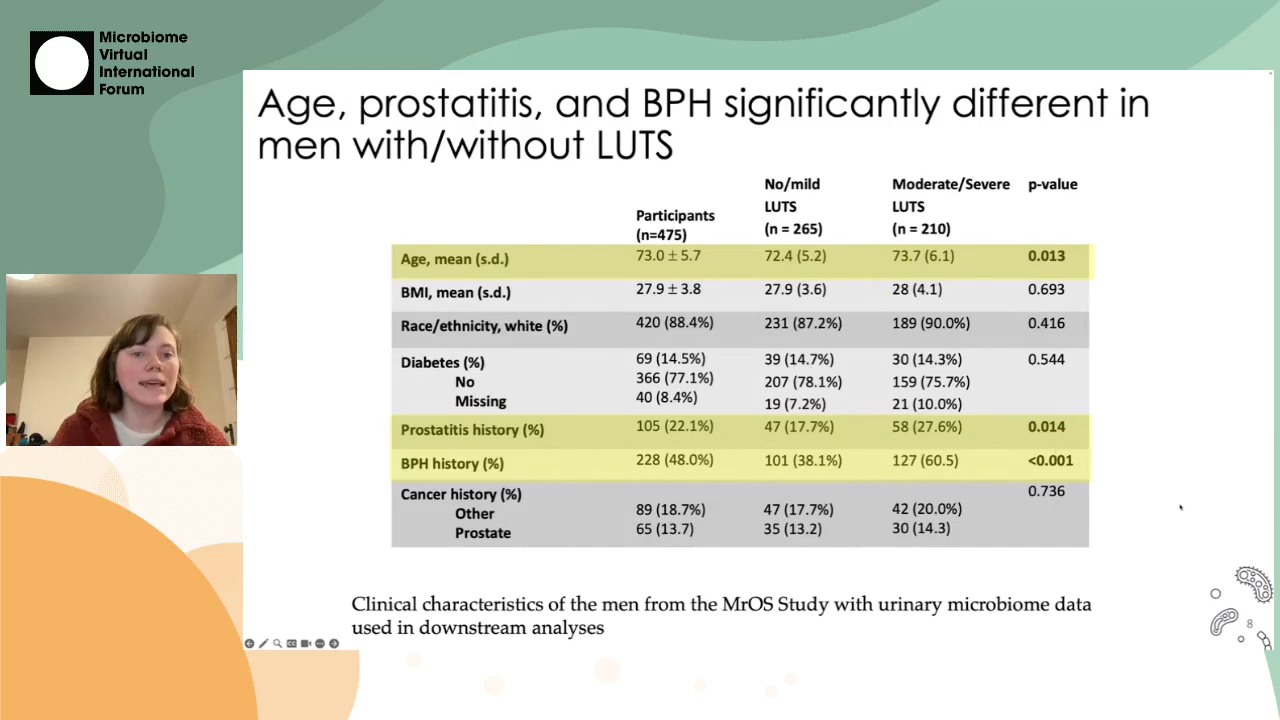 Microbiome
Virtual
International
Forum
Age, prostatitis, and BPH significantly different in
men with/without LUTS
Participants
(n=475)
No/mild
LUTS
(n = 265)
Moderate/Severe
LUTS
(n = 210)
p-value
Age, mean (s.d.) 73.0 ± 5.7 72.4 (5.2) 73.7 (6.1) 0.013
BMI, mean (s.d.) 27.9 ± 3.8 27.9 (3.6) 28 (4.1) 0.693
Race/ethnicity, white (%) 420 (88.4%) 231 (87.2%) 189 (90.0%) 0.416
Diabetes (%) 69 (14.5%) 39 (14.7%) 30 (14.3%) 0.544
No 366 (77.1%) 207 (78.1%) 159 (75.7%)
Missing 40 (8.4%) 19 (7.2%) 21 (10.0%)
Prostatitis history (%) 105 (22.1%) 47 (17.7%) 58 (27.6%) 0.014
BPH history (%) 228 (48.0%) 101 (38.1%) 127 (60.5) <0.001
Cancer history (%) 0.736
Other 89 (18.7%) 47 (17.7%) 42 (20.0%)
Prostate 65 (13.7) 35 (13.2) 30 (14.3)
Clinical characteristics of the men from the MrOS Study with urinary microbiome data
used in downstream analyses
8